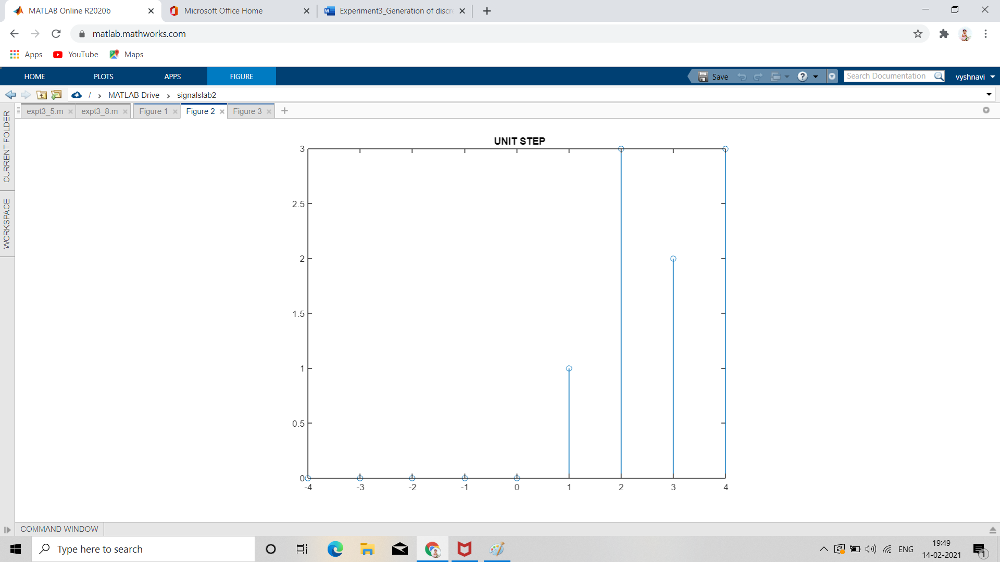 MATLAB Online R2020b
Microsoft Office Home
Experiment3_Generation of discre
matlab.mathworks.com
Apps
YouTube
Maps
HOME
PLOTS
APPS
FIGURE
Save
Search Documentation
vyshnavi
/ › MATLAB Drive › signalslab2
expt3_5.m
expt3_8.m
Figure 1
Figure 2
Figure 3
CURRENT FOLDER
WORKSPACE
UNIT STEP
3
2.5
2
1.5
1
0.5
0
-4 -3 -2 -1 0 1 2 3 4
COMMAND WINDOW
Type here to search
ENG
19:49
14-02-2021
1